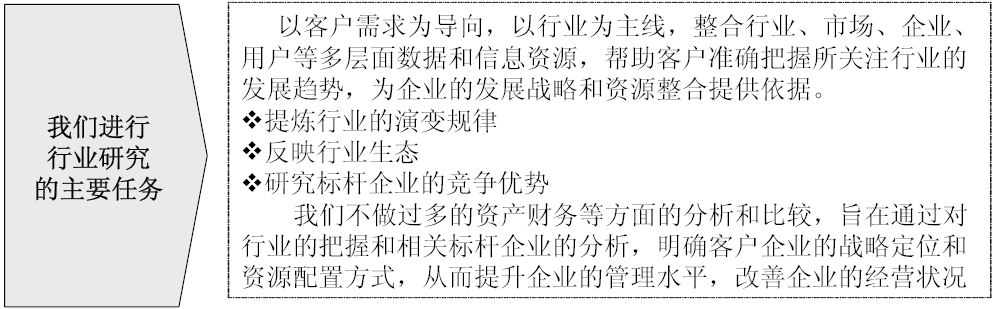 我们进行
行业研究
的主要任务
以客户需求为导向，以行业为主线，整合行业、市场、企业、
用户等多层面数据和信息资源，帮助客户准确把握所关注行业的
发展趋势，为企业的发展战略和资源整合提供依据。
❖提炼行业的演变规律
❖反映行业生态
❖研究标杆企业的竞争优势
我们不做过多的资产财务等方面的分析和比较，旨在通过对
行业的把握和相关标杆企业的分析，明确客户企业的战略定位和
资源配置方式，从而提升企业的管理水平，改善企业的经营状况